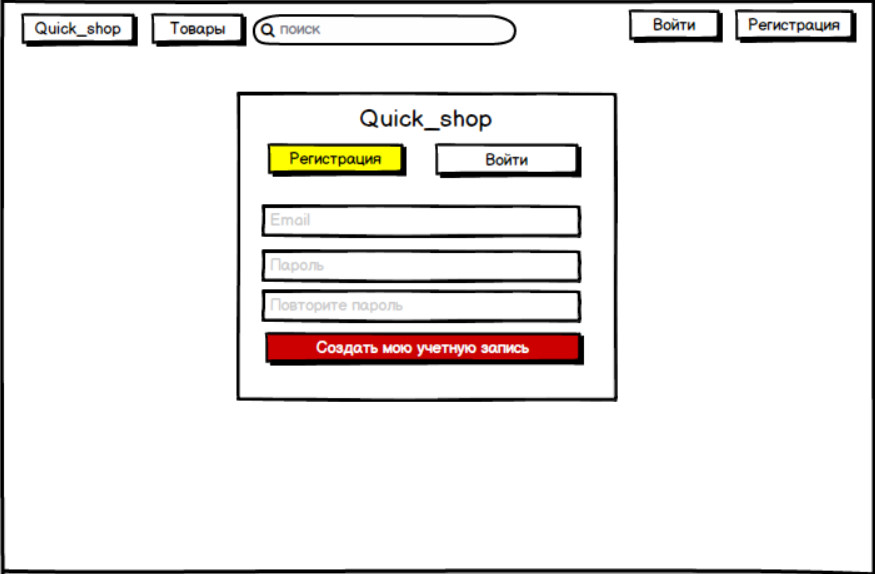 Quick_shop Товары поиск Войти Регистрация
Quick_shop
Регистрация Войти
Email
Пароль
Повторите пароль
Создать мою учетную запись